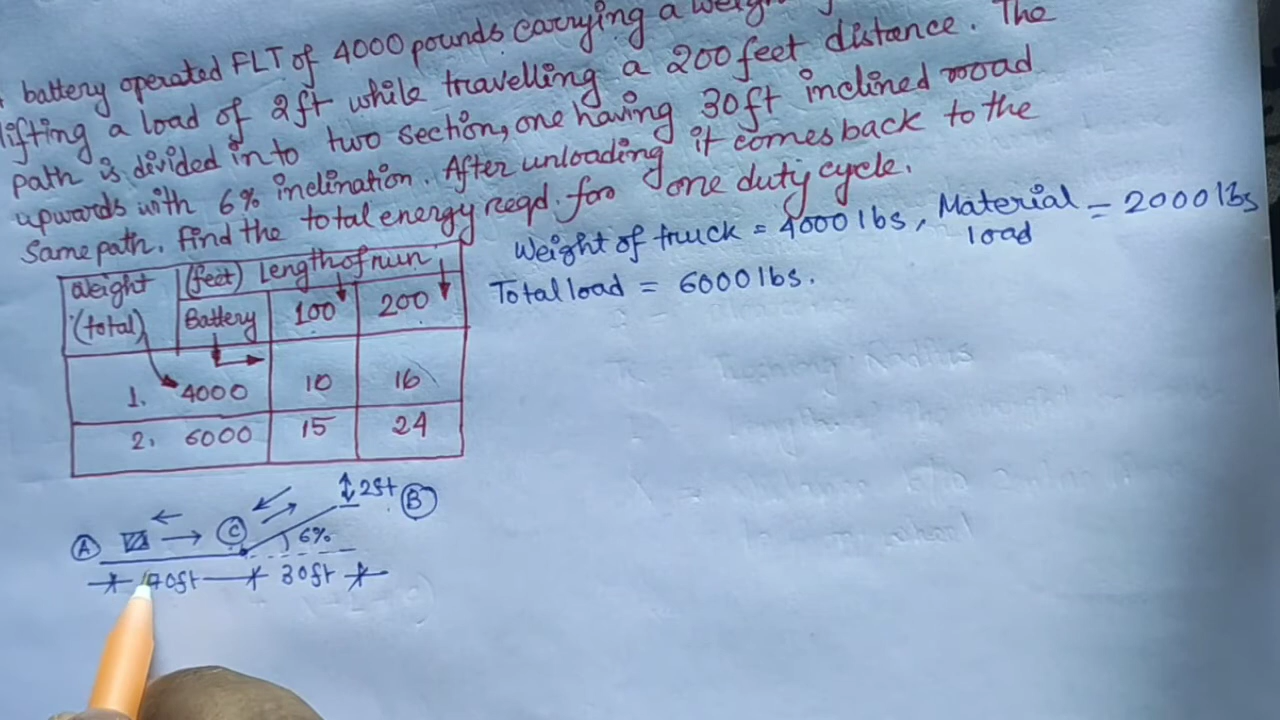 battery operated FLT of 4000 pounds carrying a
lifting a load of 2ft while travelling a 200 feet distance. The
path is divided into two section, one having 30ft inclined road
upwards with 6% inclination. After unloading it comes back to the
Same path. Find the total energy reqd. for one duty cycle.
Weight of truck = 4000 lbs, Material load = 2000 lbs
Total load = 6000 lbs.
Weight (total) (feet) Length of run
Battery 100 200
1. 4000 10 16
2. 6000 15 24
2ft B
A C 6%
170ft 30ft